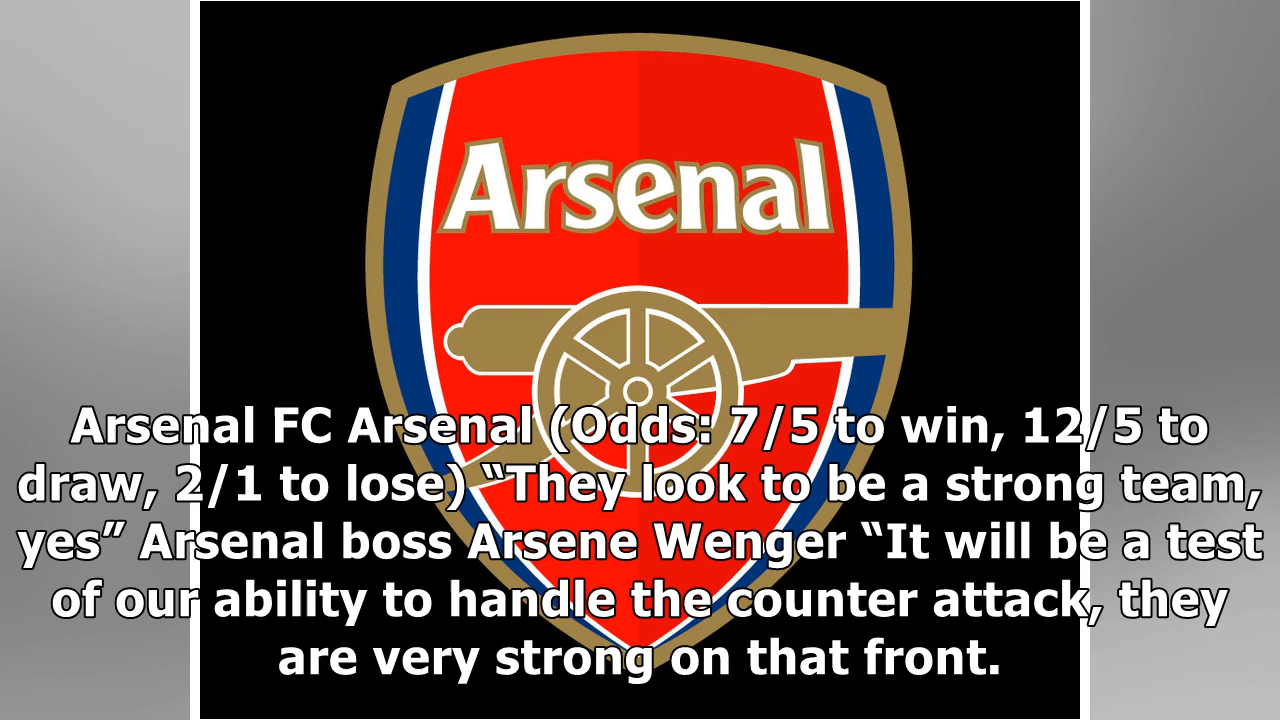 Arsenal
Arsenal FC Arsenal (Odds: 7/5 to win, 12/5 to
draw, 2/1 to lose) “They look to be a strong team,
yes” Arsenal boss Arsene Wenger “It will be a test
of our ability to handle the counter attack, they
are very strong on that front.